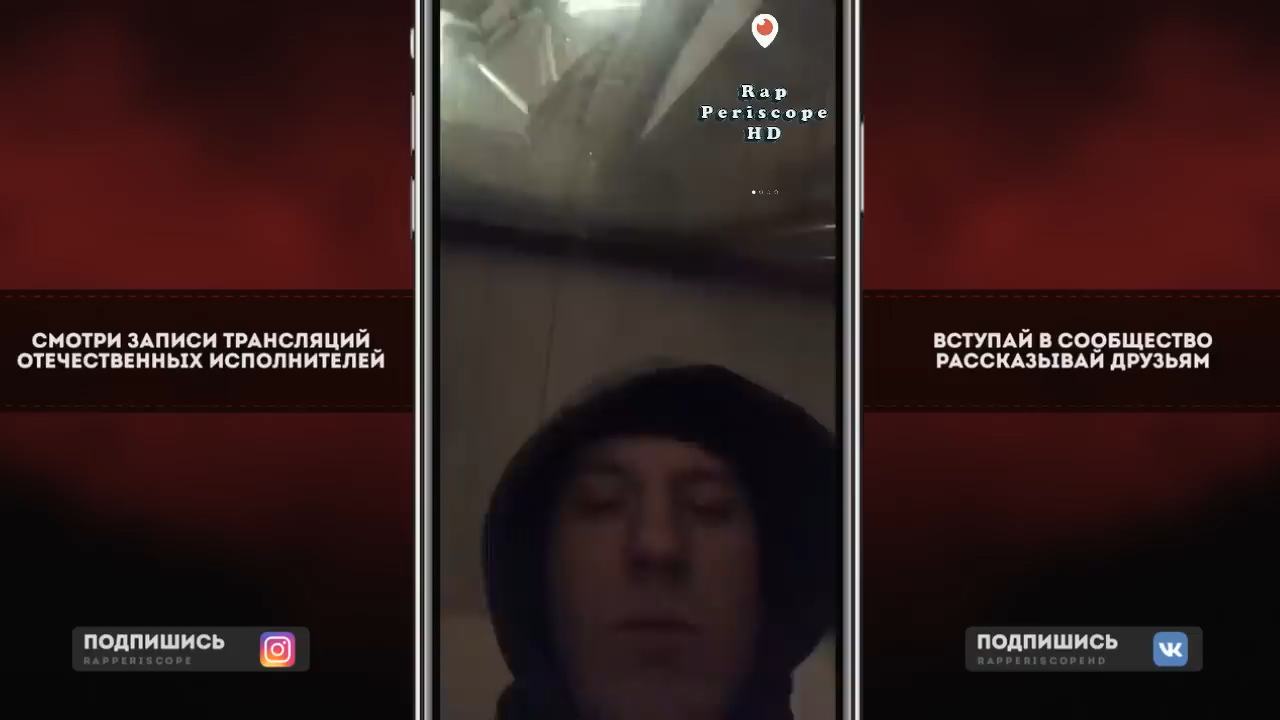 Rap
Periscope
HD
СМОТРИ ЗАПИСИ ТРАНСЛЯЦИЙ
ОТЕЧЕСТВЕННЫХ ИСПОЛНИТЕЛЕЙ
ВСТУПАЙ В СООБЩЕСТВО
РАССКАЗЫВАЙ ДРУЗЬЯМ
ПОДПИШИСЬ
RAPPERISCOPE
ПОДПИШИСЬ
RAPPERISCOPEHD